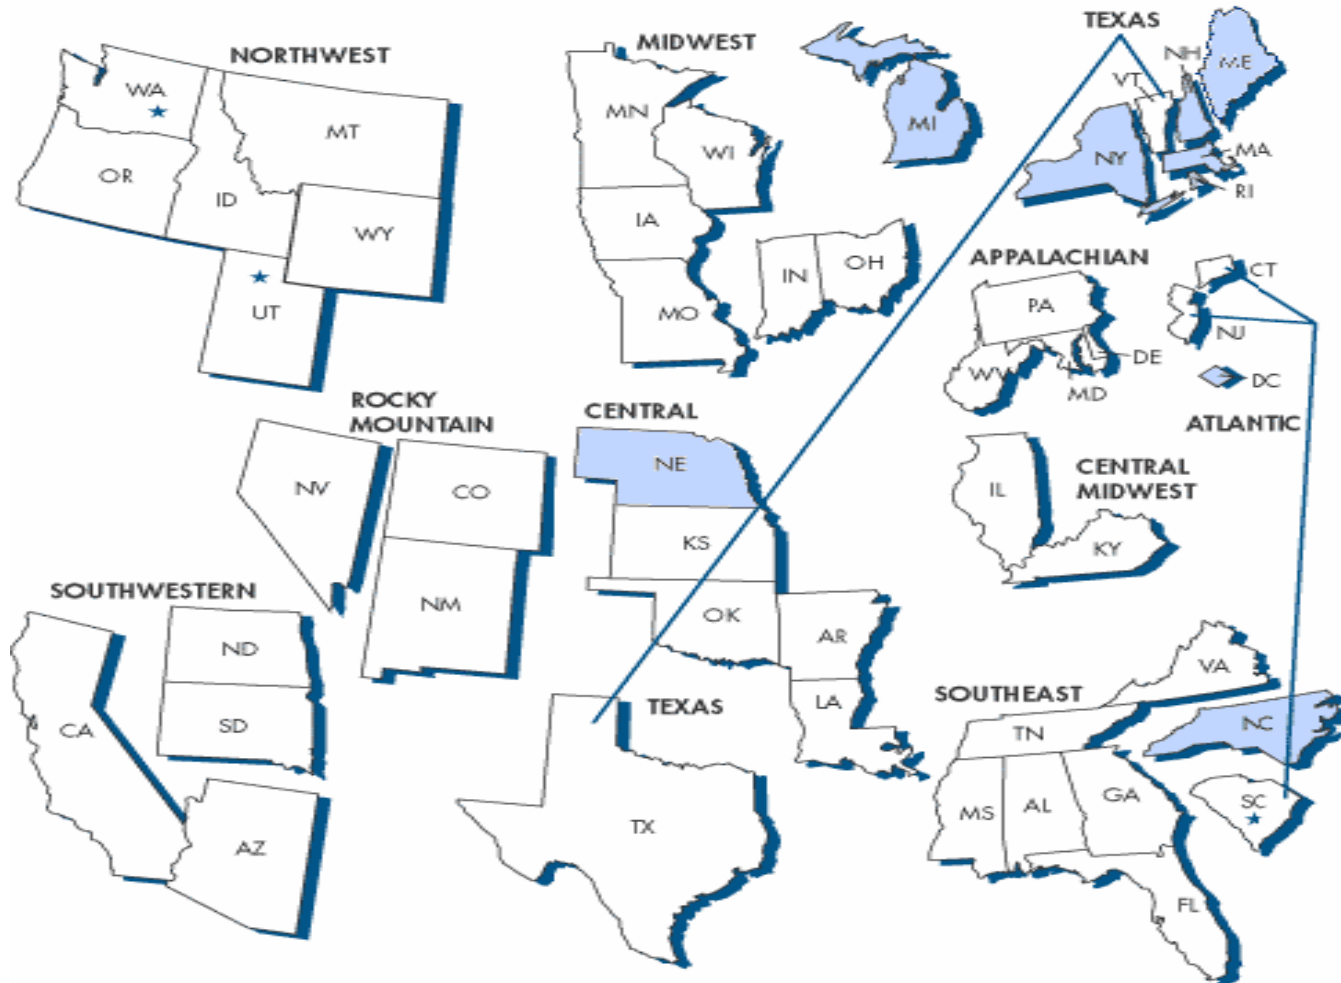 TEXAS
NORTHWEST
MIDWEST
NH
ME
VT
WA
MN
MI
MT
WI
NY
MA
OR
ID
IA
RI
WY
OH
APPALACHIAN
IN
CT
UT
MO
PA
NJ
DE
WV
MD
DC
ROCKY
MOUNTAIN
CENTRAL
ATLANTIC
NE
CENTRAL
MIDWEST
NV
CO
IL
KS
KY
SOUTHWESTERN
NM
OK
AR
ND
VA
SOUTHEAST
TEXAS
LA
CA
SD
TN
NC
TX
MS
AL
GA
SC
AZ
FL